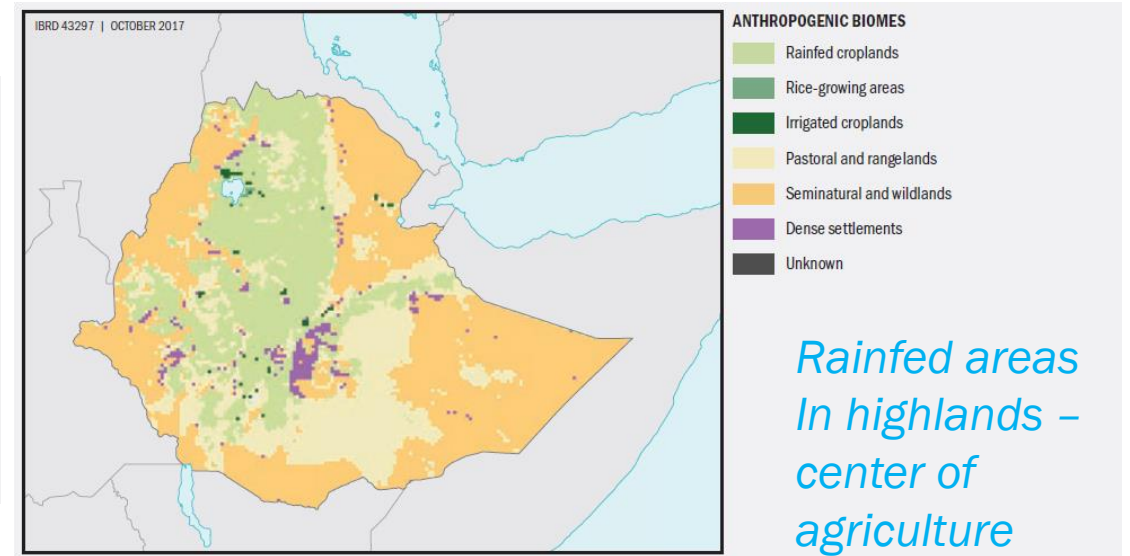 IBRD 43297 | OCTOBER 2017
ANTHROPOGENIC BIOMES
Rainfed croplands
Rice-growing areas
Irrigated croplands
Pastoral and rangelands
Seminatural and wildlands
Dense settlements
Unknown
Rainfed areas
In highlands –
center of
agriculture